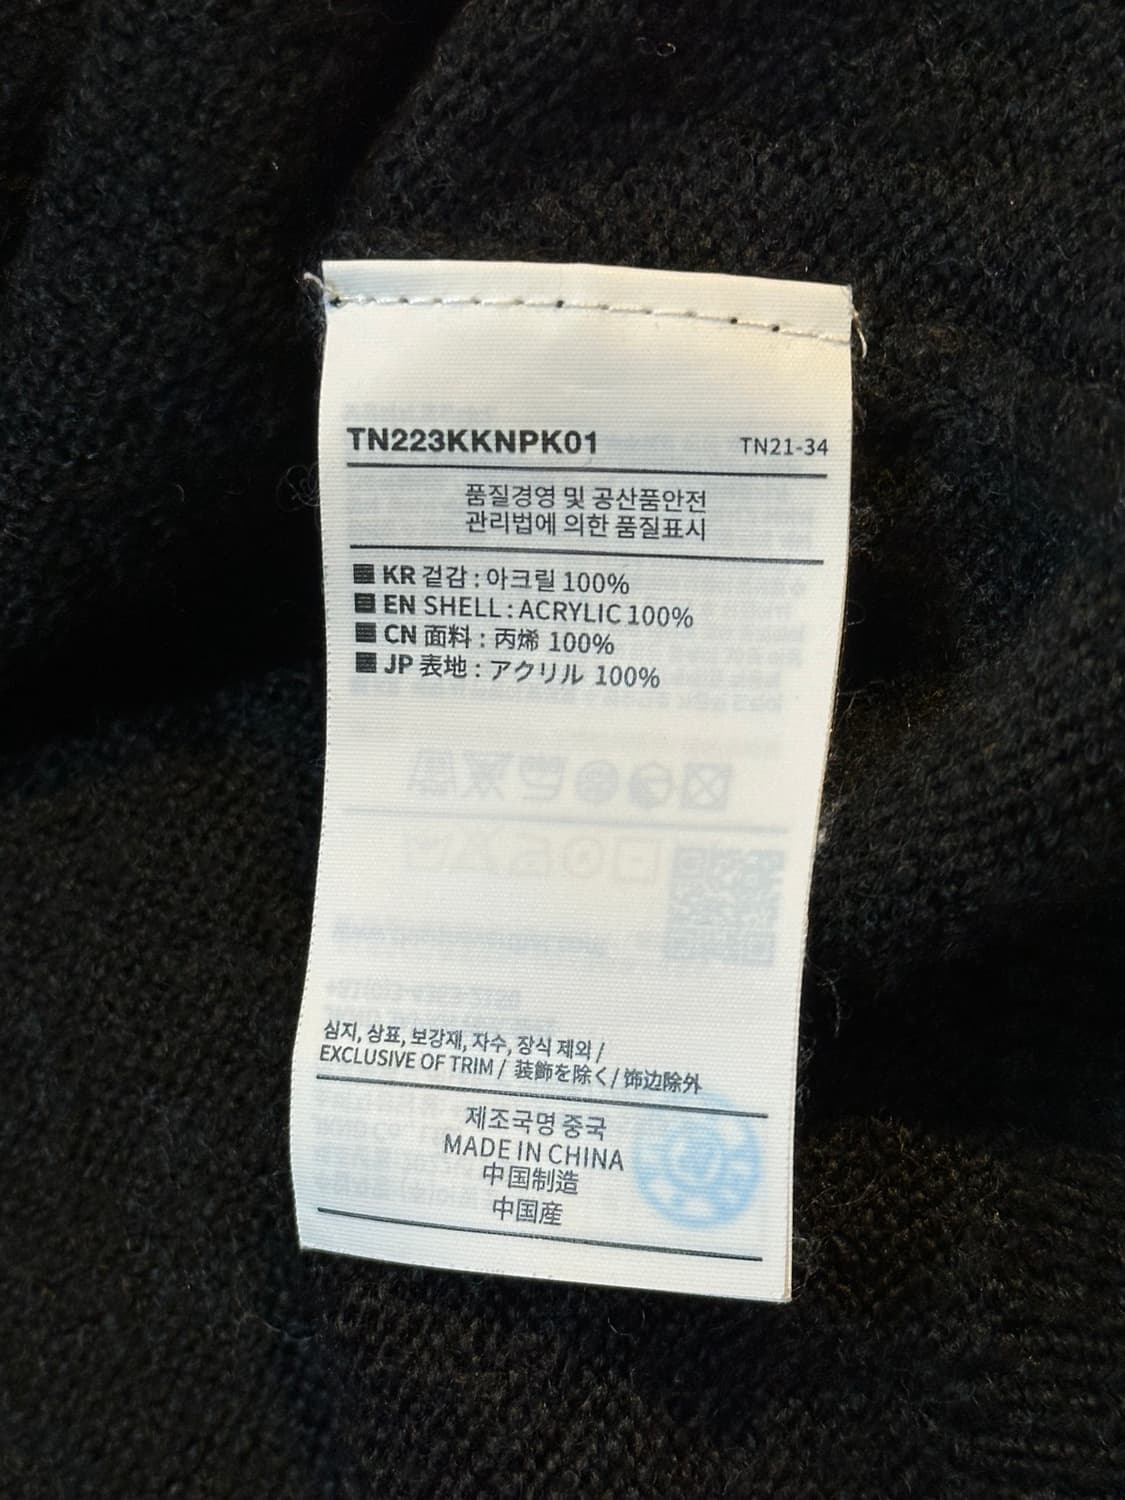 TN223KKNPK01 TN21-34
품질경영 및 공산품안전
관리법에 의한 품질표시
KR 겉감 : 아크릴 100%
EN SHELL : ACRYLIC 100%
CN 面料 : 丙烯 100%
JP 表地 : アクリル 100%
심지, 상표, 보강재, 자수, 장식 제외 /
EXCLUSIVE OF TRIM / 装飾を除く / 饰边除外
제조국명 중국
MADE IN CHINA
中国制造
中国産